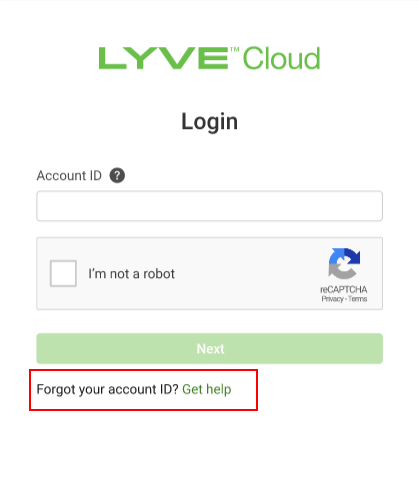 LYVE™ Cloud
Login
Account ID ?
I'm not a robot
reCAPTCHA
Privacy - Terms
Next
Forgot your account ID? Get help